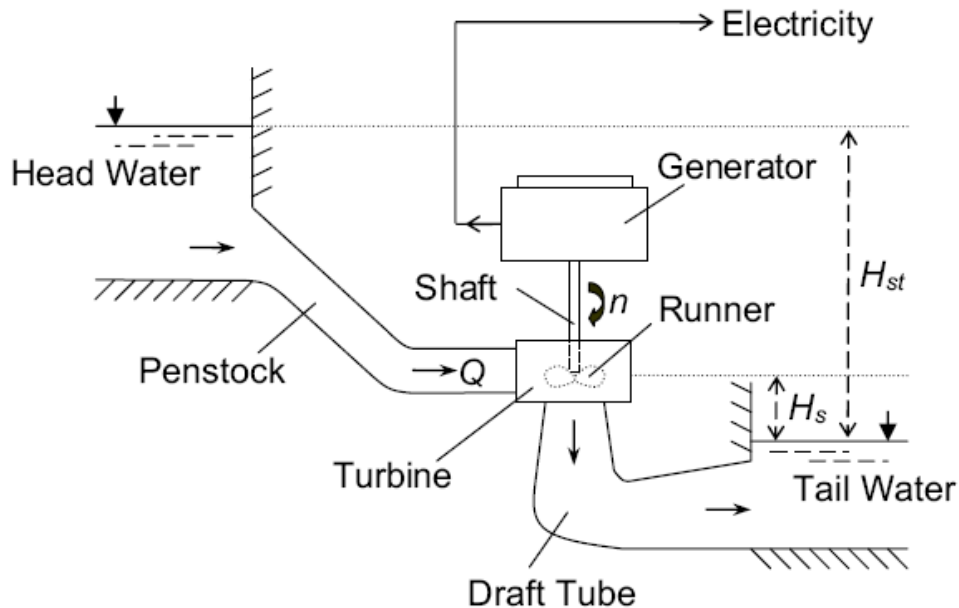 Electricity
Head Water
Generator
H_st
Shaft
n
Runner
Penstock
Q
H_s
Turbine
Tail Water
Draft Tube